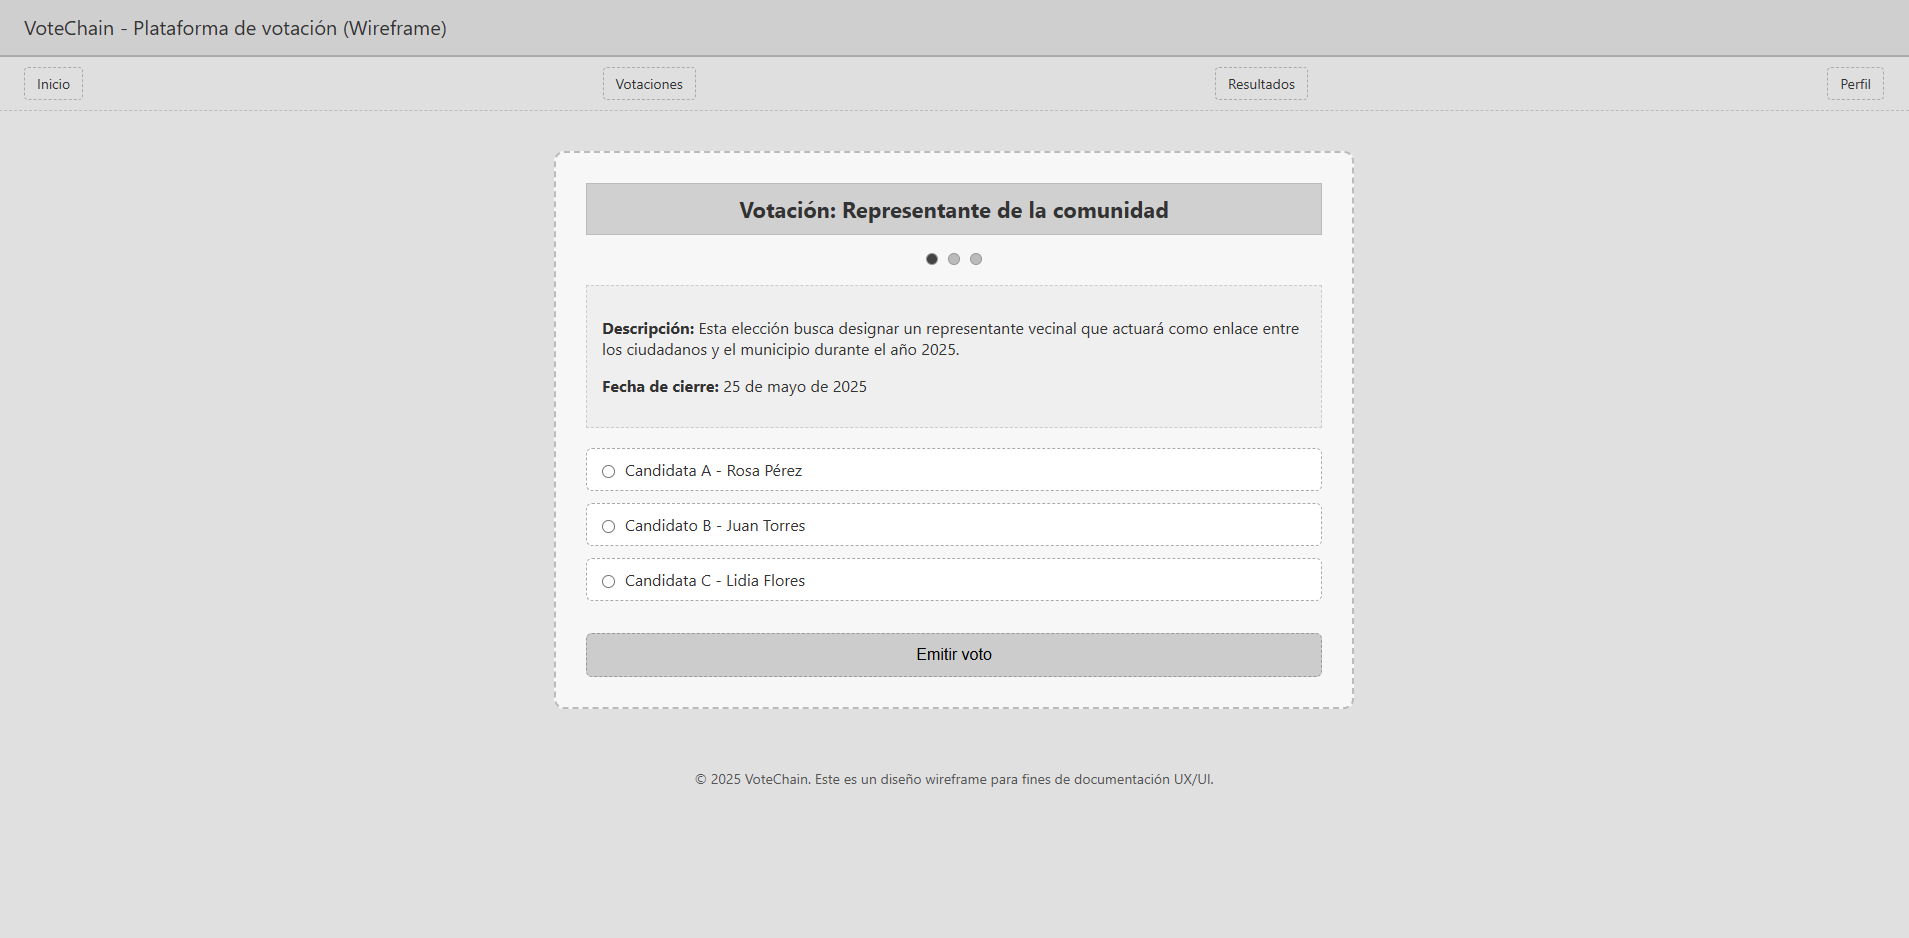 VoteChain - Plataforma de votación (Wireframe)
Inicio
Votaciones
Resultados
Perfil
Votación: Representante de la comunidad
Descripción: Esta elección busca designar un representante vecinal que actuará como enlace entre
los ciudadanos y el municipio durante el año 2025.
Fecha de cierre: 25 de mayo de 2025
Candidata A - Rosa Pérez
Candidato B - Juan Torres
Candidata C - Lidia Flores
Emitir voto
© 2025 VoteChain. Este es un diseño wireframe para fines de documentación UX/UI.